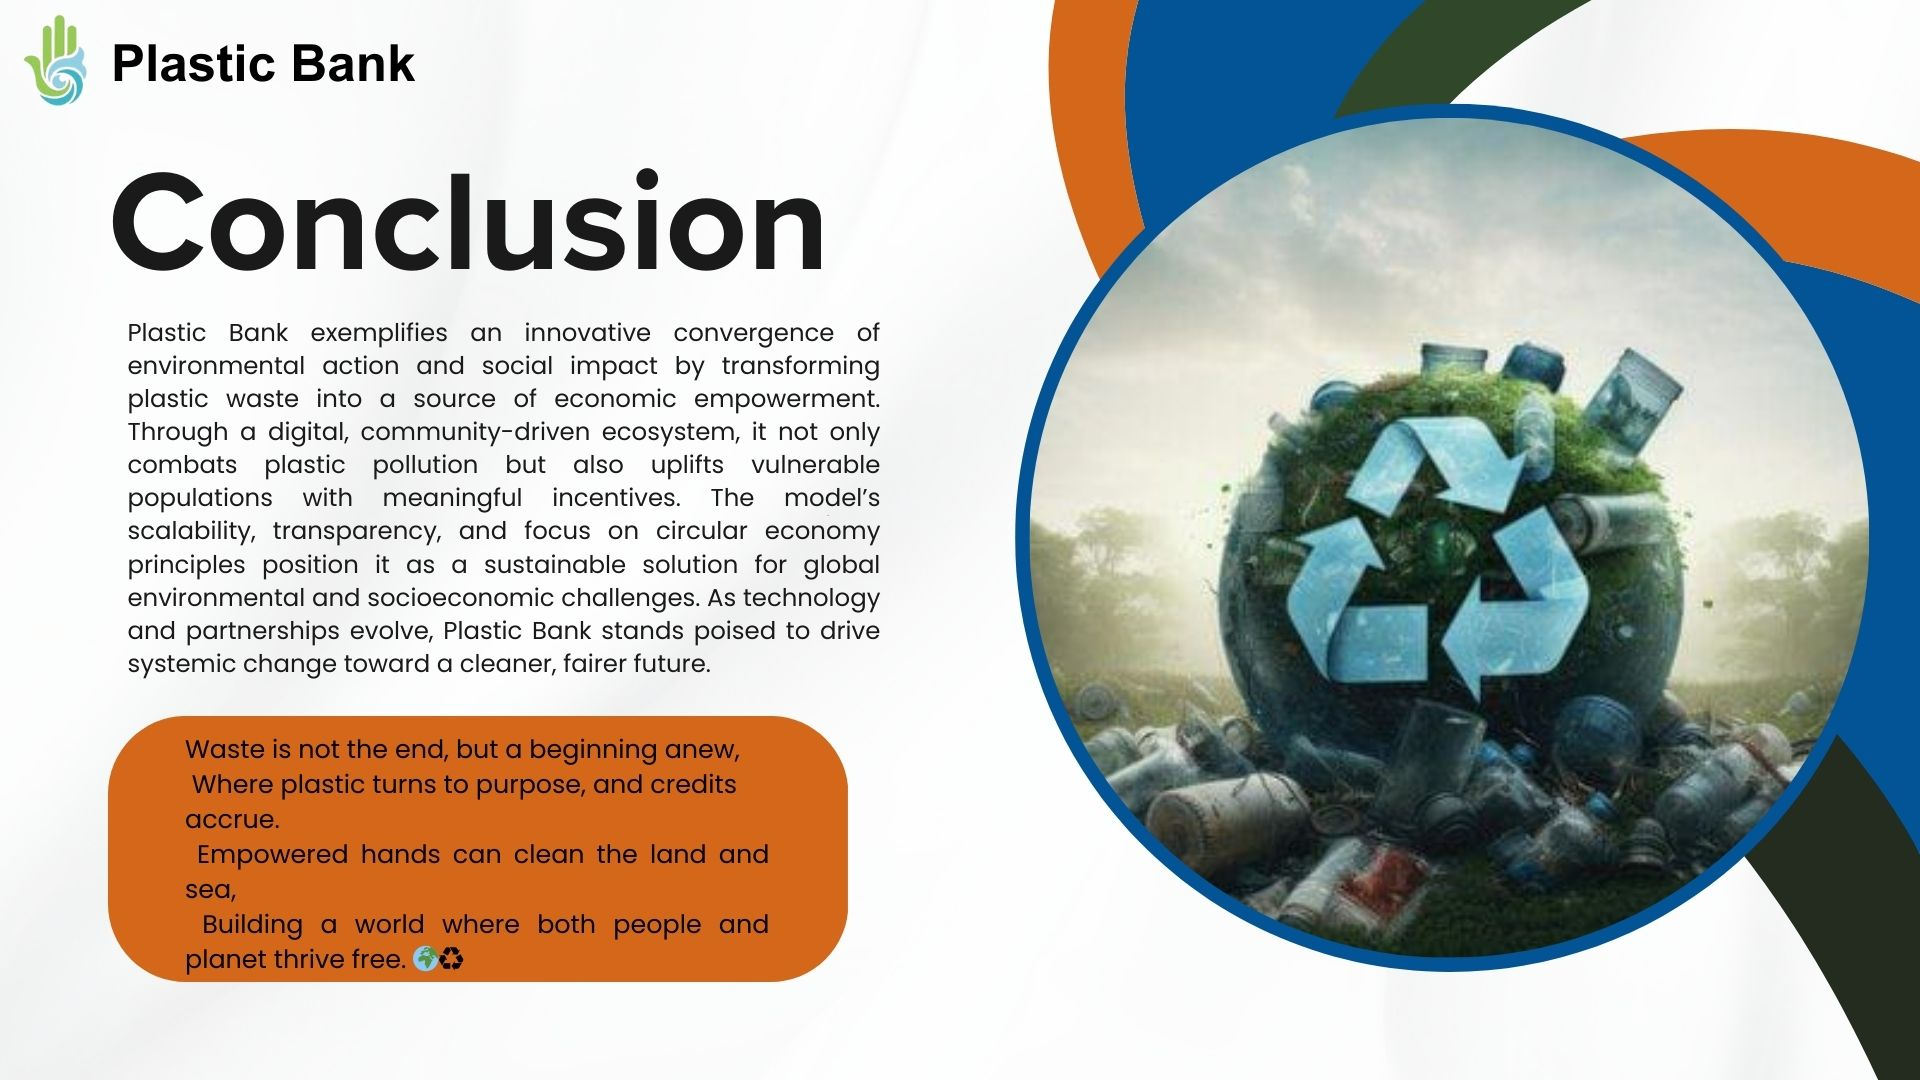 Plastic Bank
Conclusion
Plastic Bank exemplifies an innovative convergence of
environmental action and social impact by transforming
plastic waste into a source of economic empowerment.
Through a digital, community-driven ecosystem, it not only
combats plastic pollution but also uplifts vulnerable
populations with meaningful incentives. The model’s
scalability, transparency, and focus on circular economy
principles position it as a sustainable solution for global
environmental and socioeconomic challenges. As technology
and partnerships evolve, Plastic Bank stands poised to drive
systemic change toward a cleaner, fairer future.
Waste is not the end, but a beginning anew,
Where plastic turns to purpose, and credits
accrue.
Empowered hands can clean the land and
sea,
Building a world where both people and
planet thrive free. 🌍♻